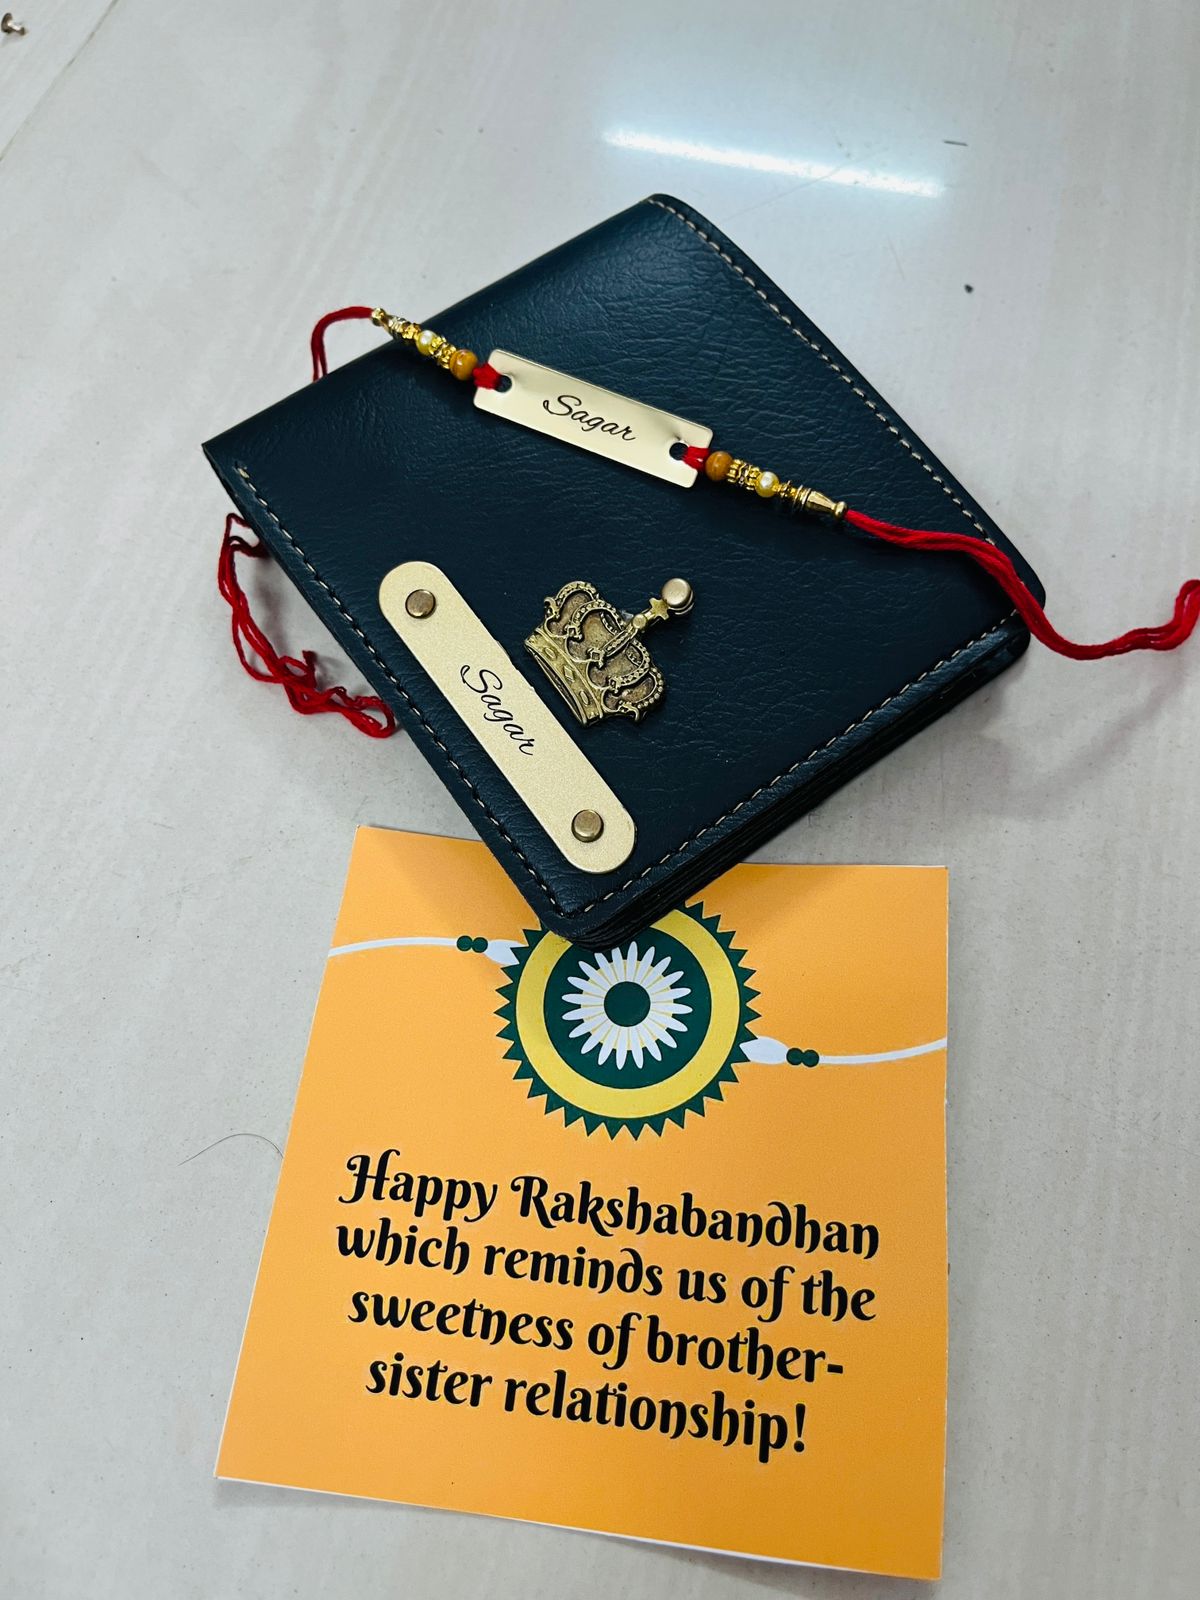 Sagar
Sagar
Happy Rakshabandhan
which reminds us of the
sweetness of brother-
sister relationship!